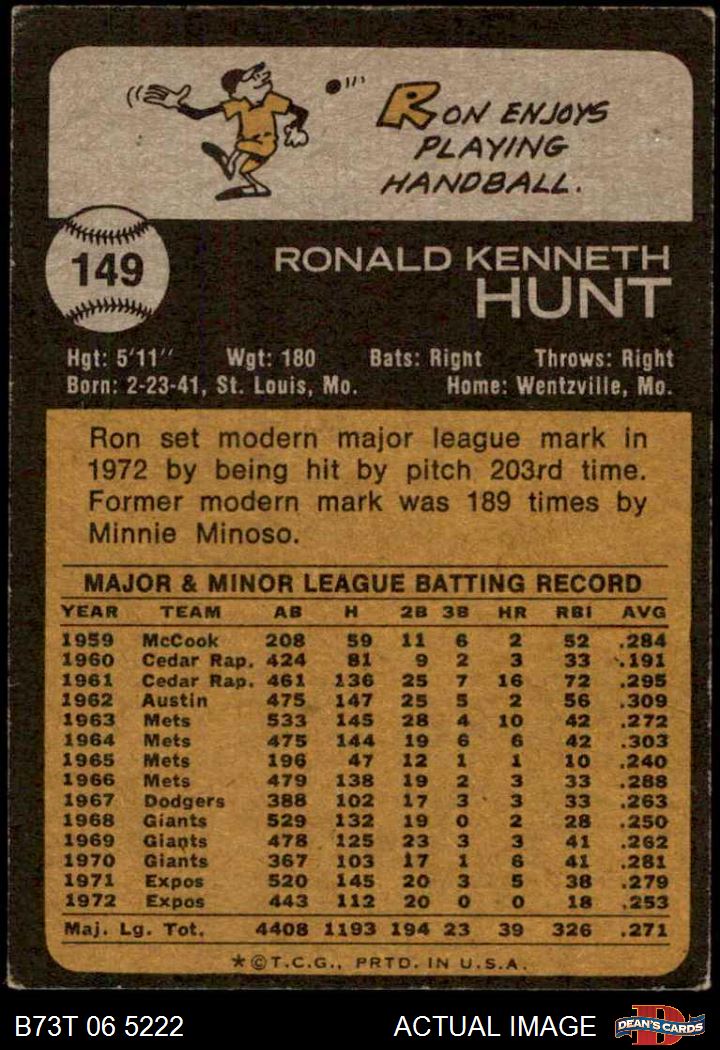 RON ENJOYS
PLAYING
HANDBALL.
149
RONALD KENNETH
HUNT
Hgt: 5'11" Wgt: 180 Bats: Right Throws: Right
Born: 2-23-41, St. Louis, Mo. Home: Wentzville, Mo.
Ron set modern major league mark in
1972 by being hit by pitch 203rd time.
Former modern mark was 189 times by
Minnie Minoso.
MAJOR & MINOR LEAGUE BATTING RECORD
YEAR TEAM AB H 2B 3B HR RBI AVG
1959 McCook 208 59 11 6 2 52 .284
1960 Cedar Rap. 424 81 9 2 3 33 .191
1961 Cedar Rap. 461 136 25 7 16 72 .295
1962 Austin 475 147 25 5 2 56 .309
1963 Mets 533 145 28 4 10 42 .272
1964 Mets 475 144 19 6 6 42 .303
1965 Mets 196 47 12 1 1 10 .240
1966 Mets 479 138 19 2 3 33 .288
1967 Dodgers 388 102 17 3 3 33 .263
1968 Giants 529 132 19 0 2 28 .250
1969 Giants 478 125 23 3 3 41 .262
1970 Giants 367 103 17 1 6 41 .281
1971 Expos 520 145 20 3 5 38 .279
1972 Expos 443 112 20 0 0 18 .253
Maj. Lg. Tot. 4408 1193 194 23 39 326 .271
★©T.C.G., PRTD. IN U.S.A.
B73T 06 5222 ACTUAL IMAGE
D
DEAN'S CARDS